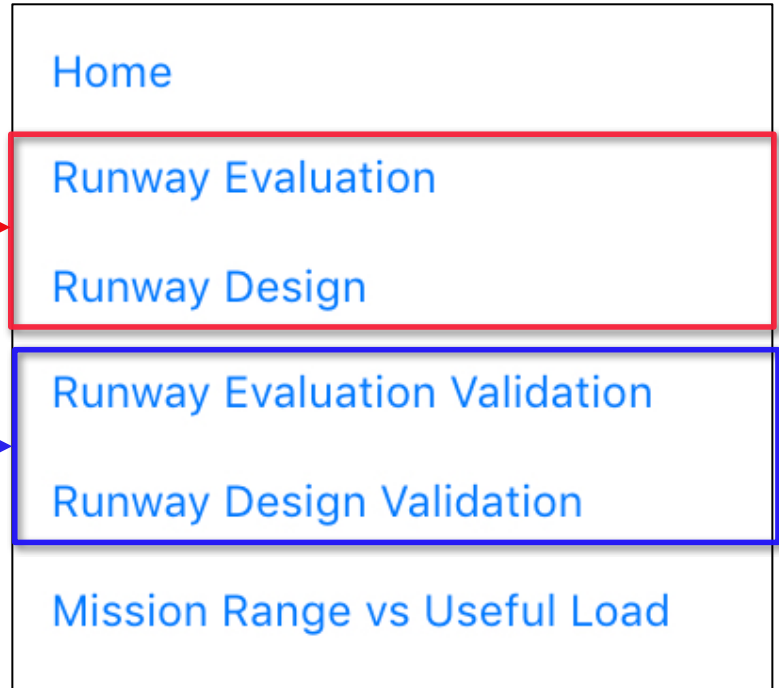 Home
Runway Evaluation
Runway Design
Runway Evaluation Validation
Runway Design Validation
Mission Range vs Useful Load